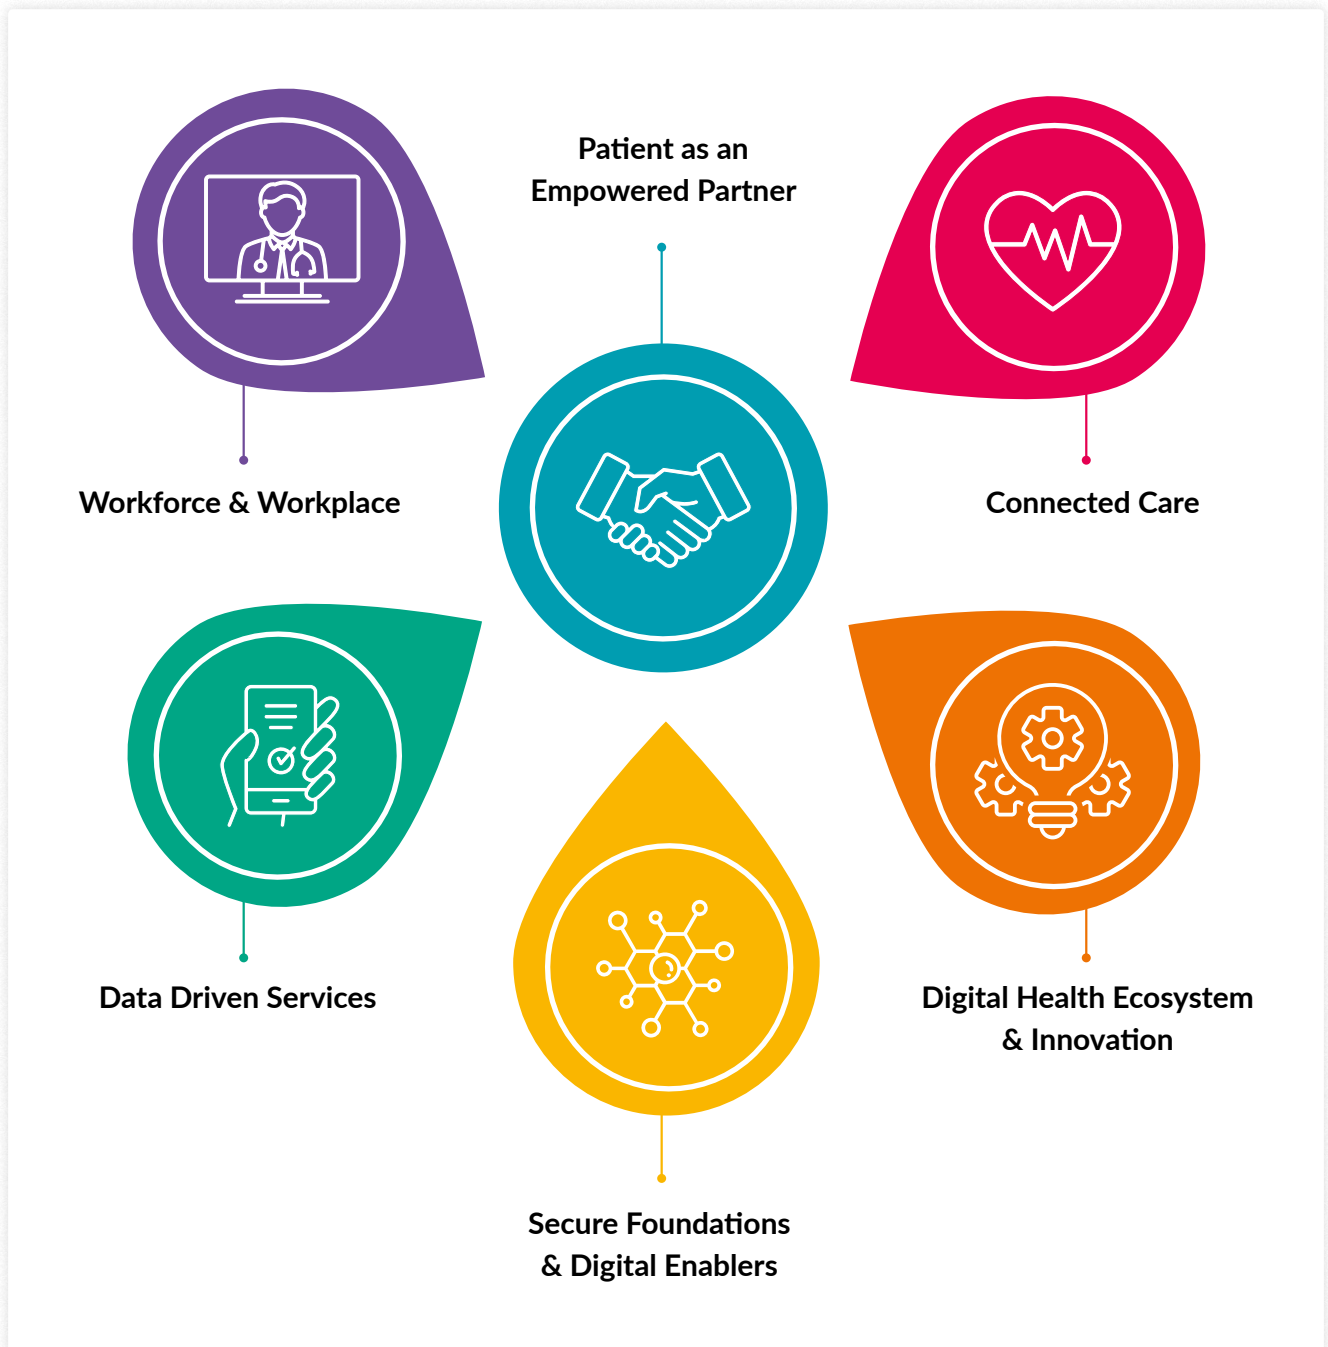 Patient as an
Empowered Partner
Workforce & Workplace
Connected Care
Data Driven Services
Digital Health Ecosystem
& Innovation
Secure Foundations
& Digital Enablers